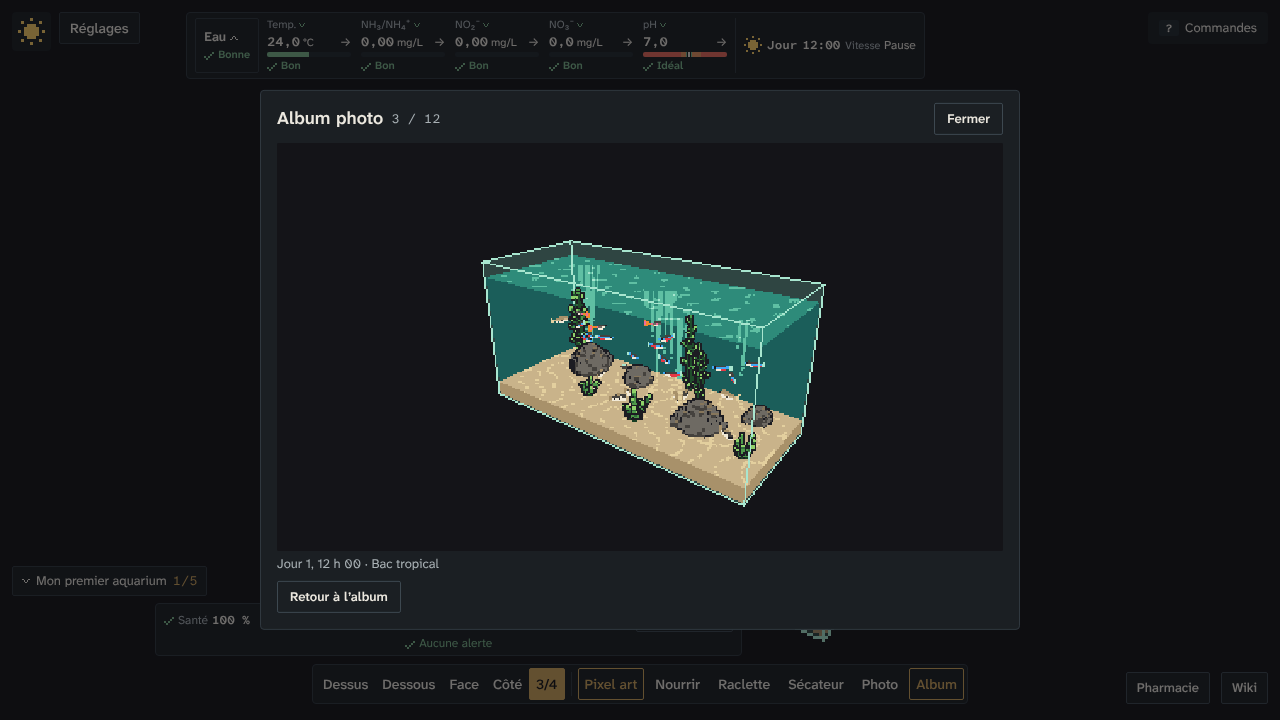 Réglages
Eau
Bonne
Temp.
24,0 °C
Bon
NH₃/NH₄⁺
0,00 mg/L
Bon
NO₂⁻
0,00 mg/L
Bon
NO₃⁻
0,0 mg/L
Bon
pH
7,0
Idéal
Jour 12:00 Vitesse Pause
? Commandes
Album photo 3 / 12
Fermer
Jour 1, 12 h 00 · Bac tropical
Retour à l’album
Mon premier aquarium 1/5
Santé 100 %
Aucune alerte
Dessus Dessous Face Côté 3/4 Pixel art Nourrir Raclette Sécateur Photo Album
Pharmacie Wiki